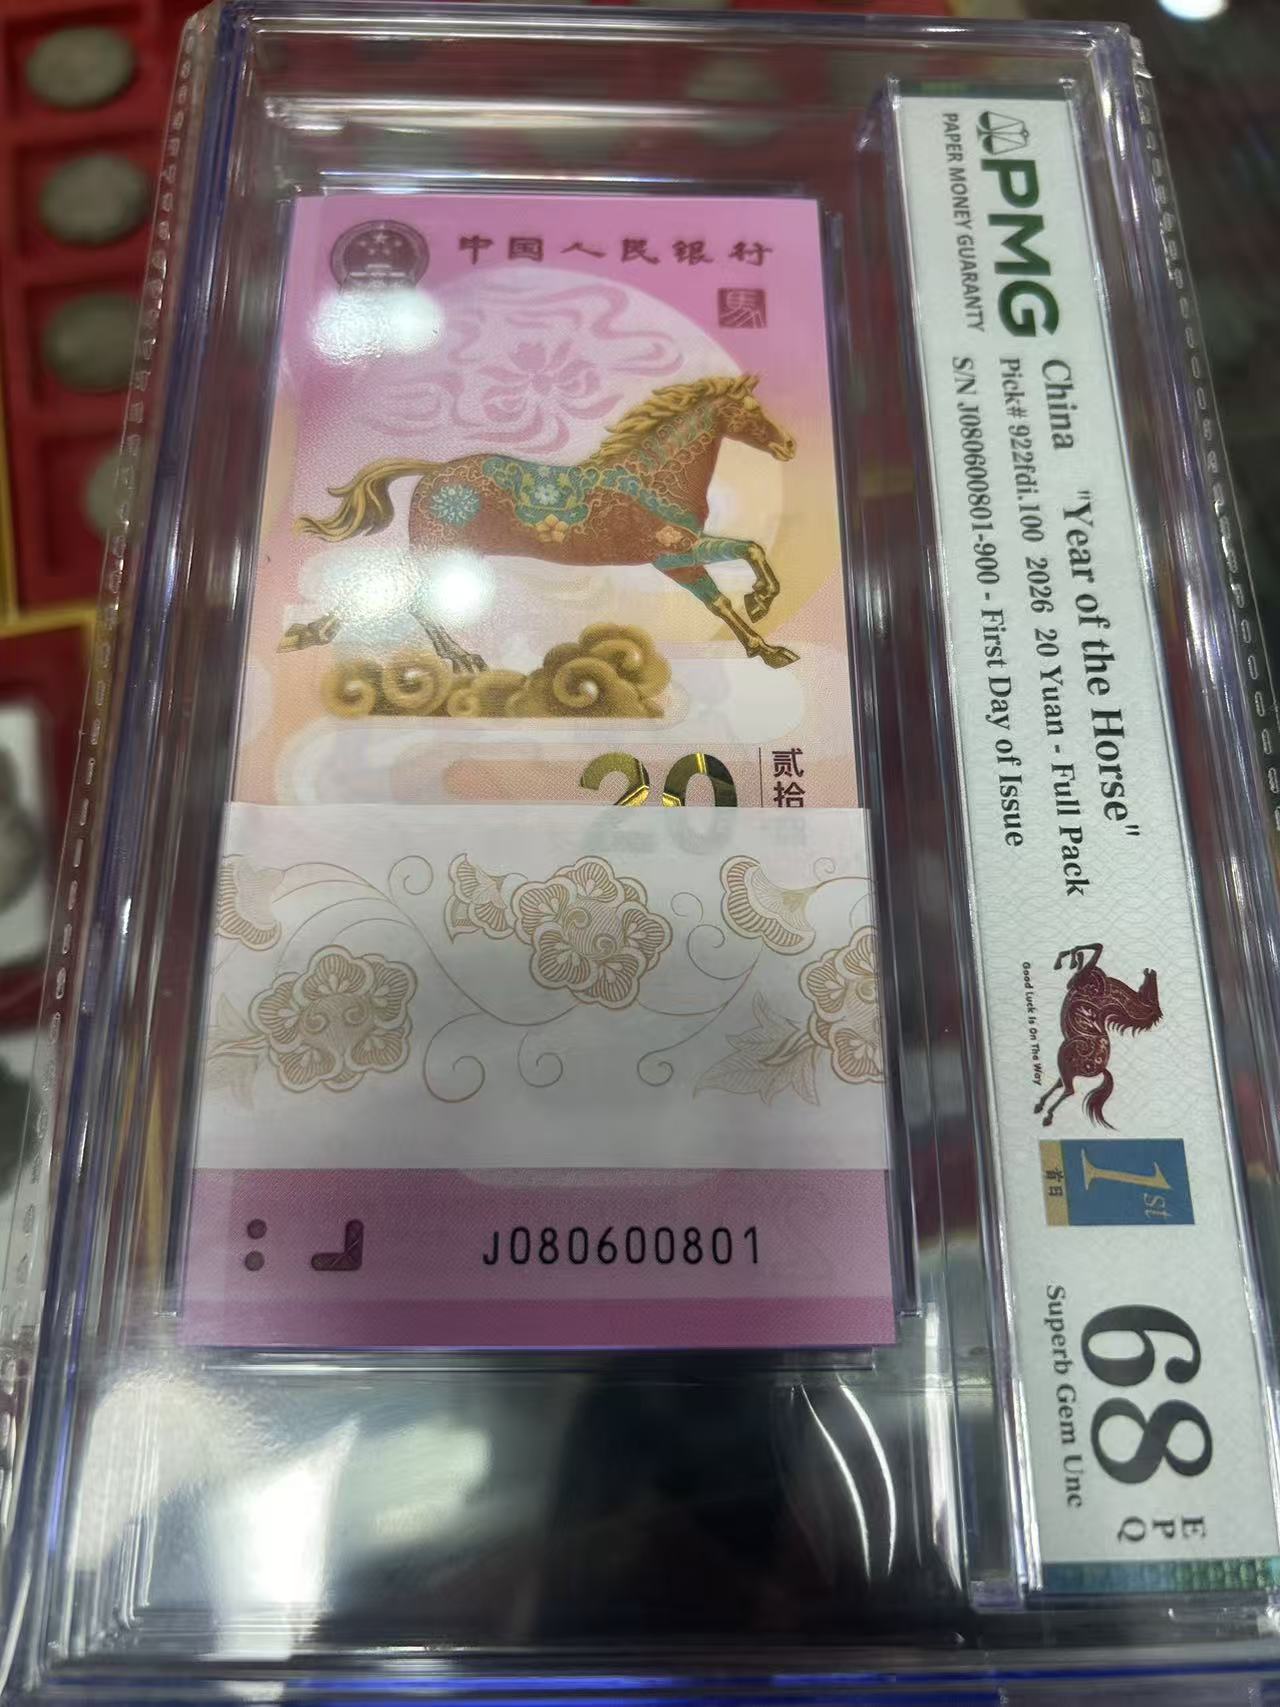 中国人民银行
馬
20
贰拾
J080600801
PMG
PAPER MONEY GUARANTY
China "Year of the Horse"
Pick# 922fdi.100 2026 20 Yuan - Full Pack
S/N J080600801-900 - First Day of Issue
Good Luck Is On The Way
1st
首日
68
EPQ
Superb Gem Unc